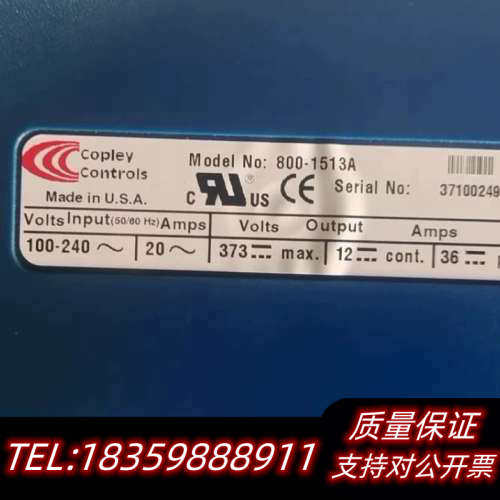 Copley
Controls
Made in U.S.A.
Model No: 800-1513A
C RU US CE
Serial No: 37100249
Volts Input (50/60 Hz) Amps
Volts Output Amps
100-240 ~ 20 ~ 373 ⎓ max. 12 ⎓ cont. 36 ⎓
质量保证
TEL:18359888911
支持对公开票